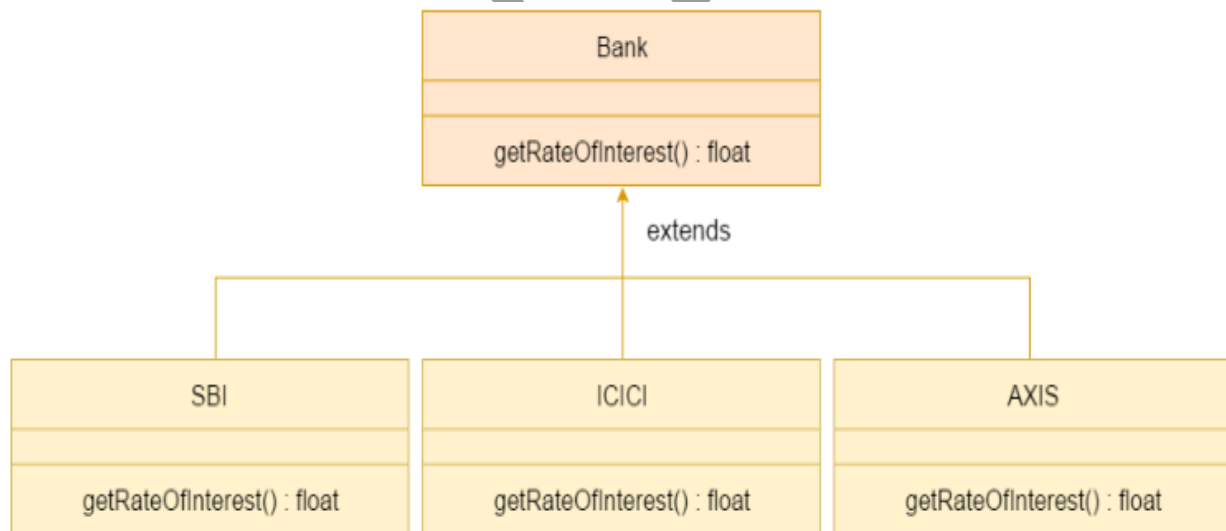 Bank
getRateOfInterest() : float
extends
SBI
ICICI
AXIS
getRateOfInterest() : float
getRateOfInterest() : float
getRateOfInterest() : float